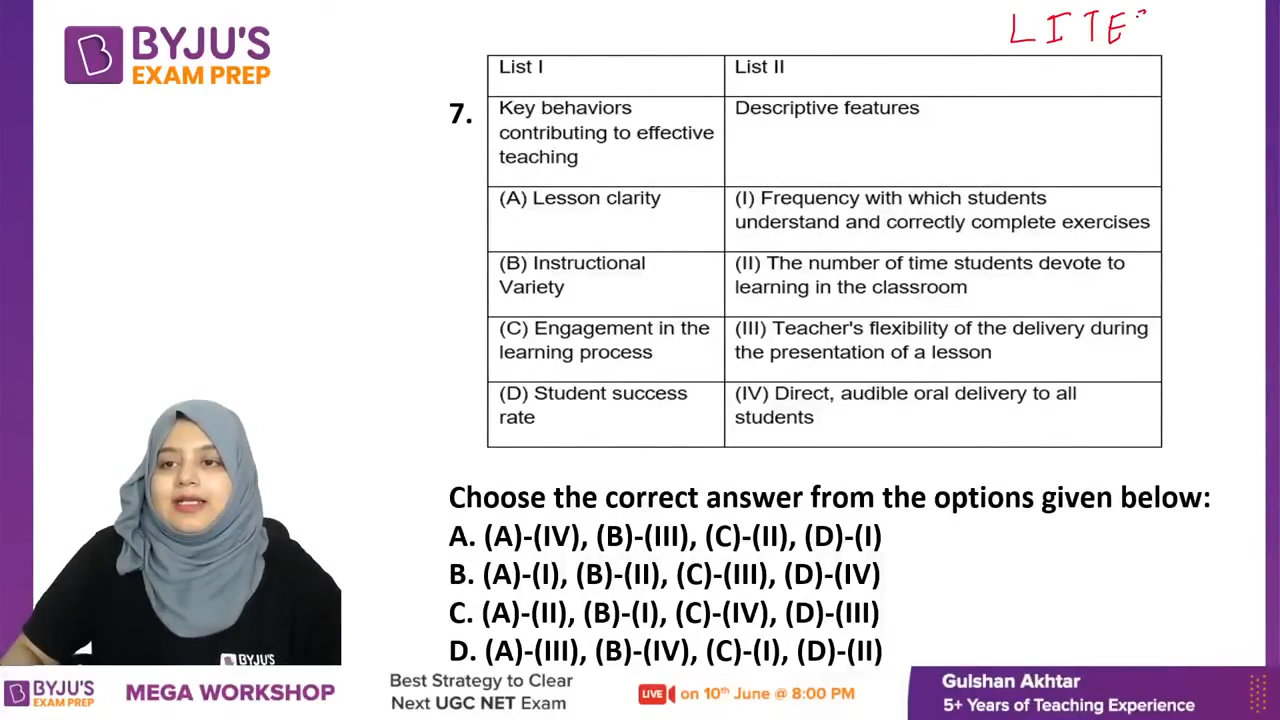 BYJU'S
EXAM PREP
LITE
List I
List II
7.
Key behaviors
contributing to effective
teaching
Descriptive features
(A) Lesson clarity
(I) Frequency with which students
understand and correctly complete exercises
(B) Instructional
Variety
(II) The number of time students devote to
learning in the classroom
(C) Engagement in the
learning process
(III) Teacher's flexibility of the delivery during
the presentation of a lesson
(D) Student success
rate
(IV) Direct, audible oral delivery to all
students
Choose the correct answer from the options given below:
A. (A)-(IV), (B)-(III), (C)-(II), (D)-(I)
B. (A)-(I), (B)-(II), (C)-(III), (D)-(IV)
C. (A)-(II), (B)-(I), (C)-(IV), (D)-(III)
D. (A)-(III), (B)-(IV), (C)-(I), (D)-(II)
BYJU'S
BYJU'S
EXAM PREP
MEGA WORKSHOP
Best Strategy to Clear
Next UGC NET Exam
LIVE on 10th June @ 8:00 PM
Gulshan Akhtar
5+ Years of Teaching Experience